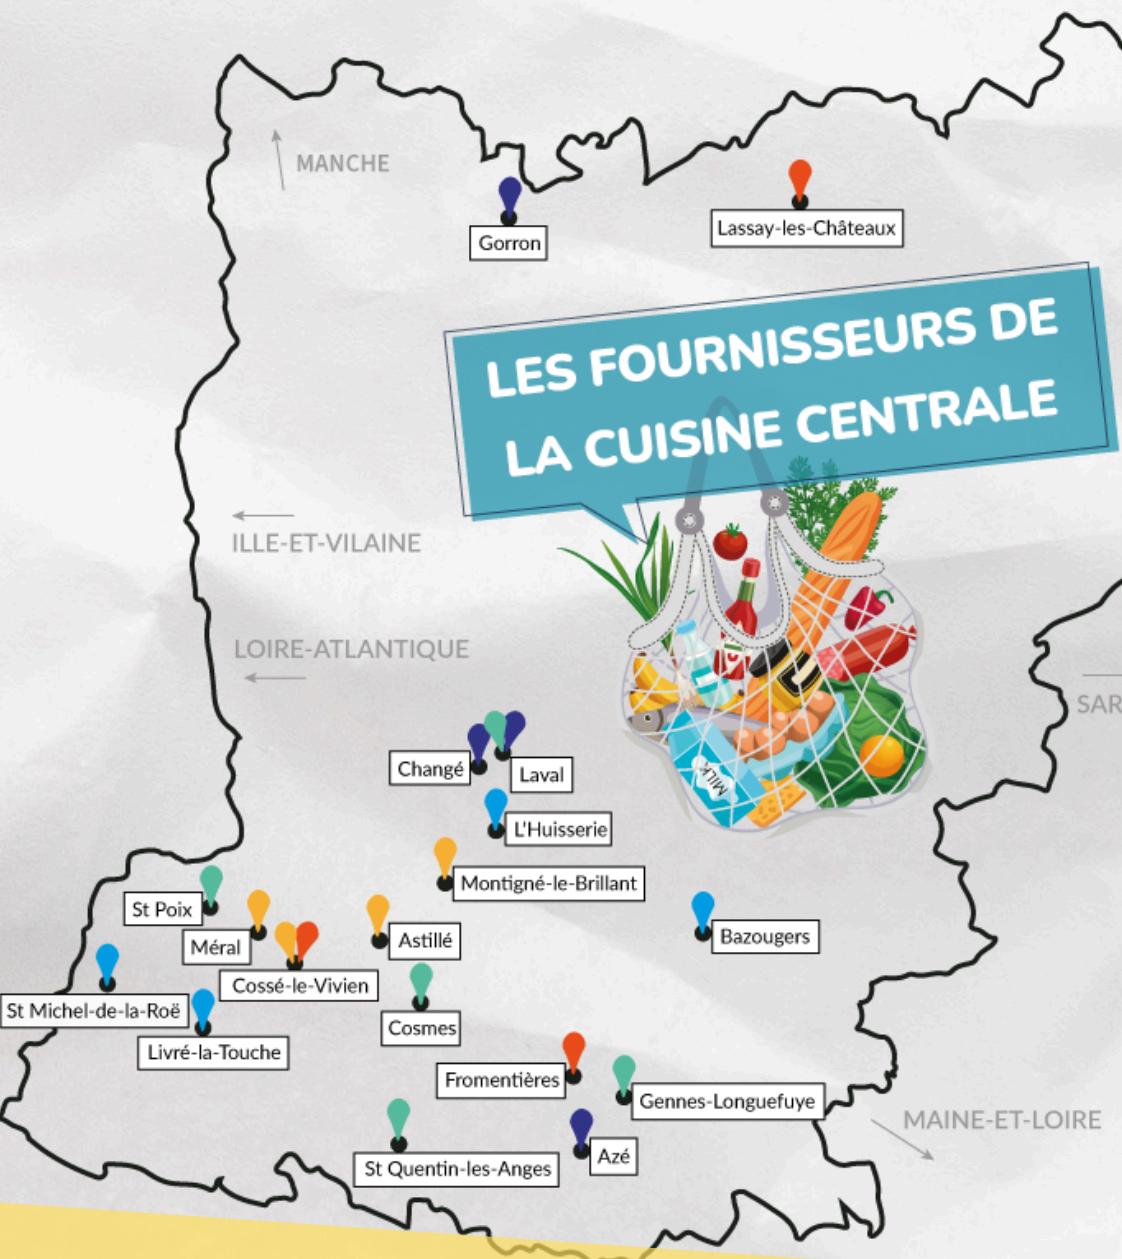 MANCHE
Gorron
Lassay-les-Châteaux
LES FOURNISSEURS DE
LA CUISINE CENTRALE
ILLE-ET-VILAINE
LOIRE-ATLANTIQUE
SAR
Changé
Laval
MILK
L'Huisserie
Montigné-le-Brillant
St Poix
Méral
Astillé
Bazougers
Cossé-le-Vivien
St Michel-de-la-Roë
Cosmes
Livré-la-Touche
Fromentières
Gennes-Longuefuye
MAINE-ET-LOIRE
Azé
St Quentin-les-Anges